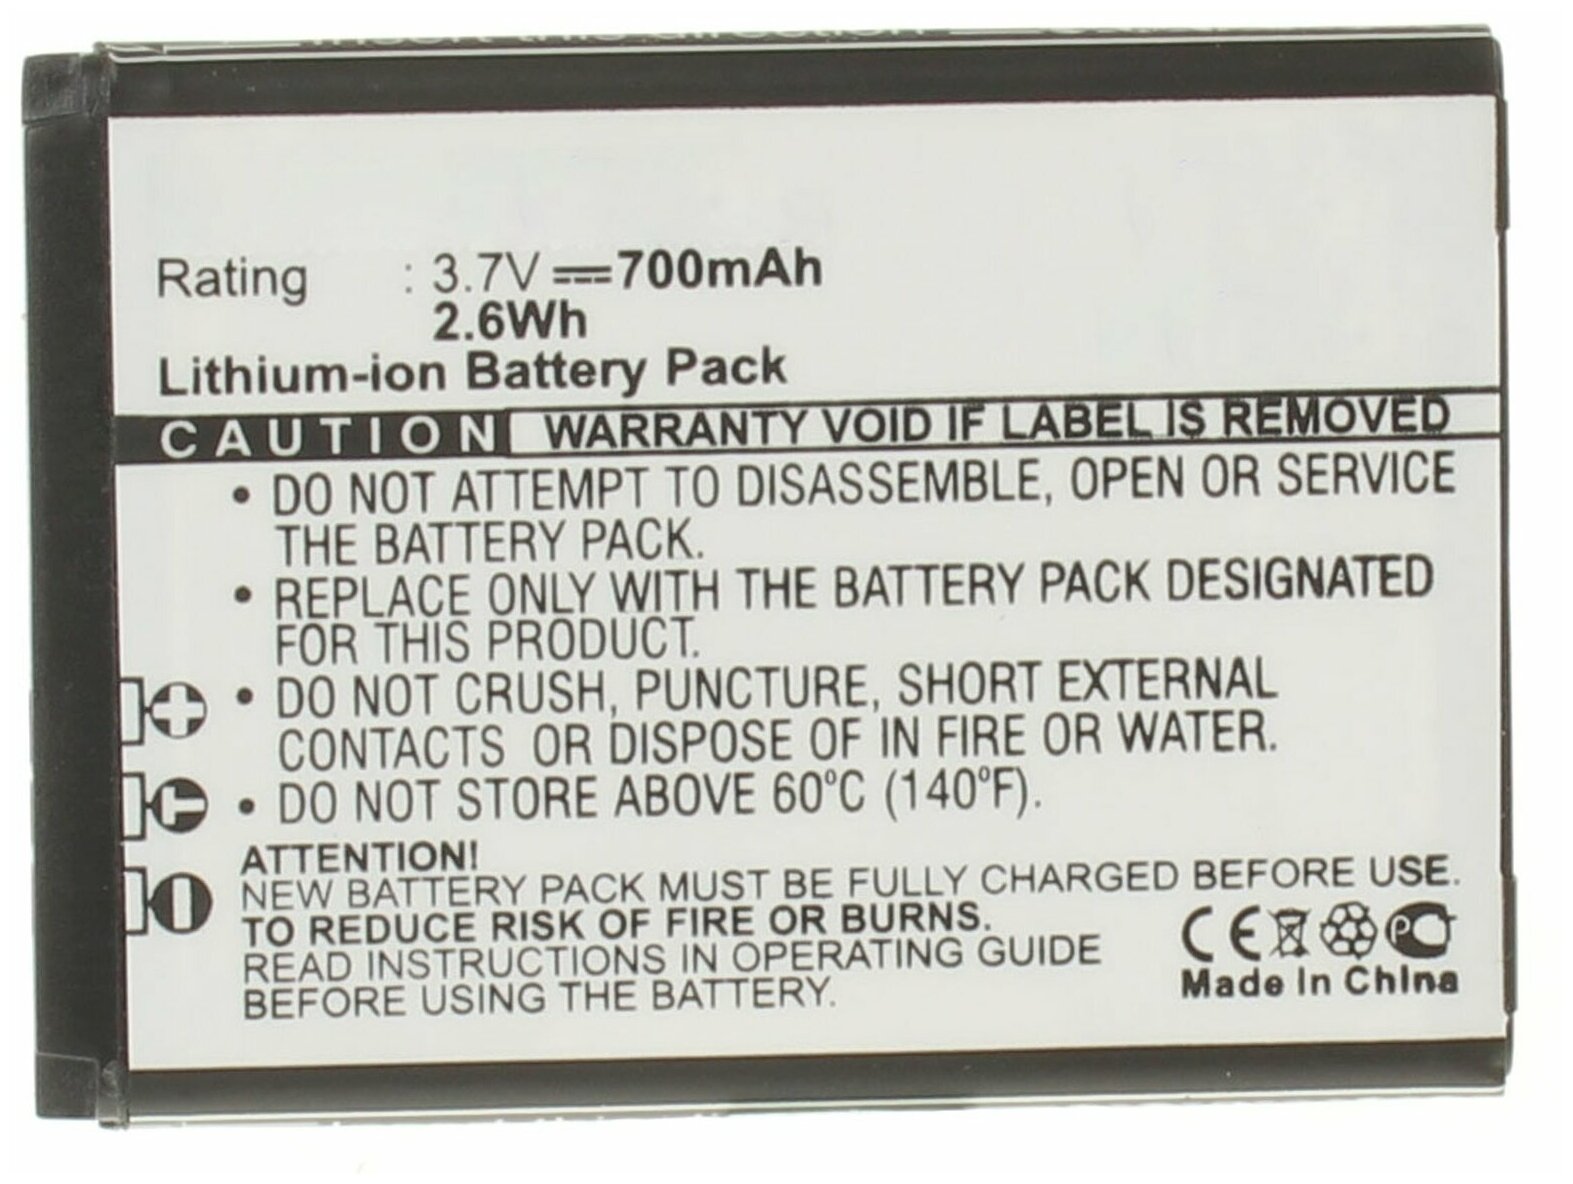 Insert this direction
Rating : 3.7V 700mAh
2.6Wh
Lithium-ion Battery Pack
CAUTION WARRANTY VOID IF LABEL IS REMOVED
• DO NOT ATTEMPT TO DISASSEMBLE, OPEN OR SERVICE
THE BATTERY PACK.
• REPLACE ONLY WITH THE BATTERY PACK DESIGNATED
FOR THIS PRODUCT.
• DO NOT CRUSH, PUNCTURE, SHORT EXTERNAL
CONTACTS OR DISPOSE OF IN FIRE OR WATER.
• DO NOT STORE ABOVE 60°C (140°F).
ATTENTION!
NEW BATTERY PACK MUST BE FULLY CHARGED BEFORE USE.
TO REDUCE RISK OF FIRE OR BURNS.
READ INSTRUCTIONS IN OPERATING GUIDE
BEFORE USING THE BATTERY.
CE PC
Made In China